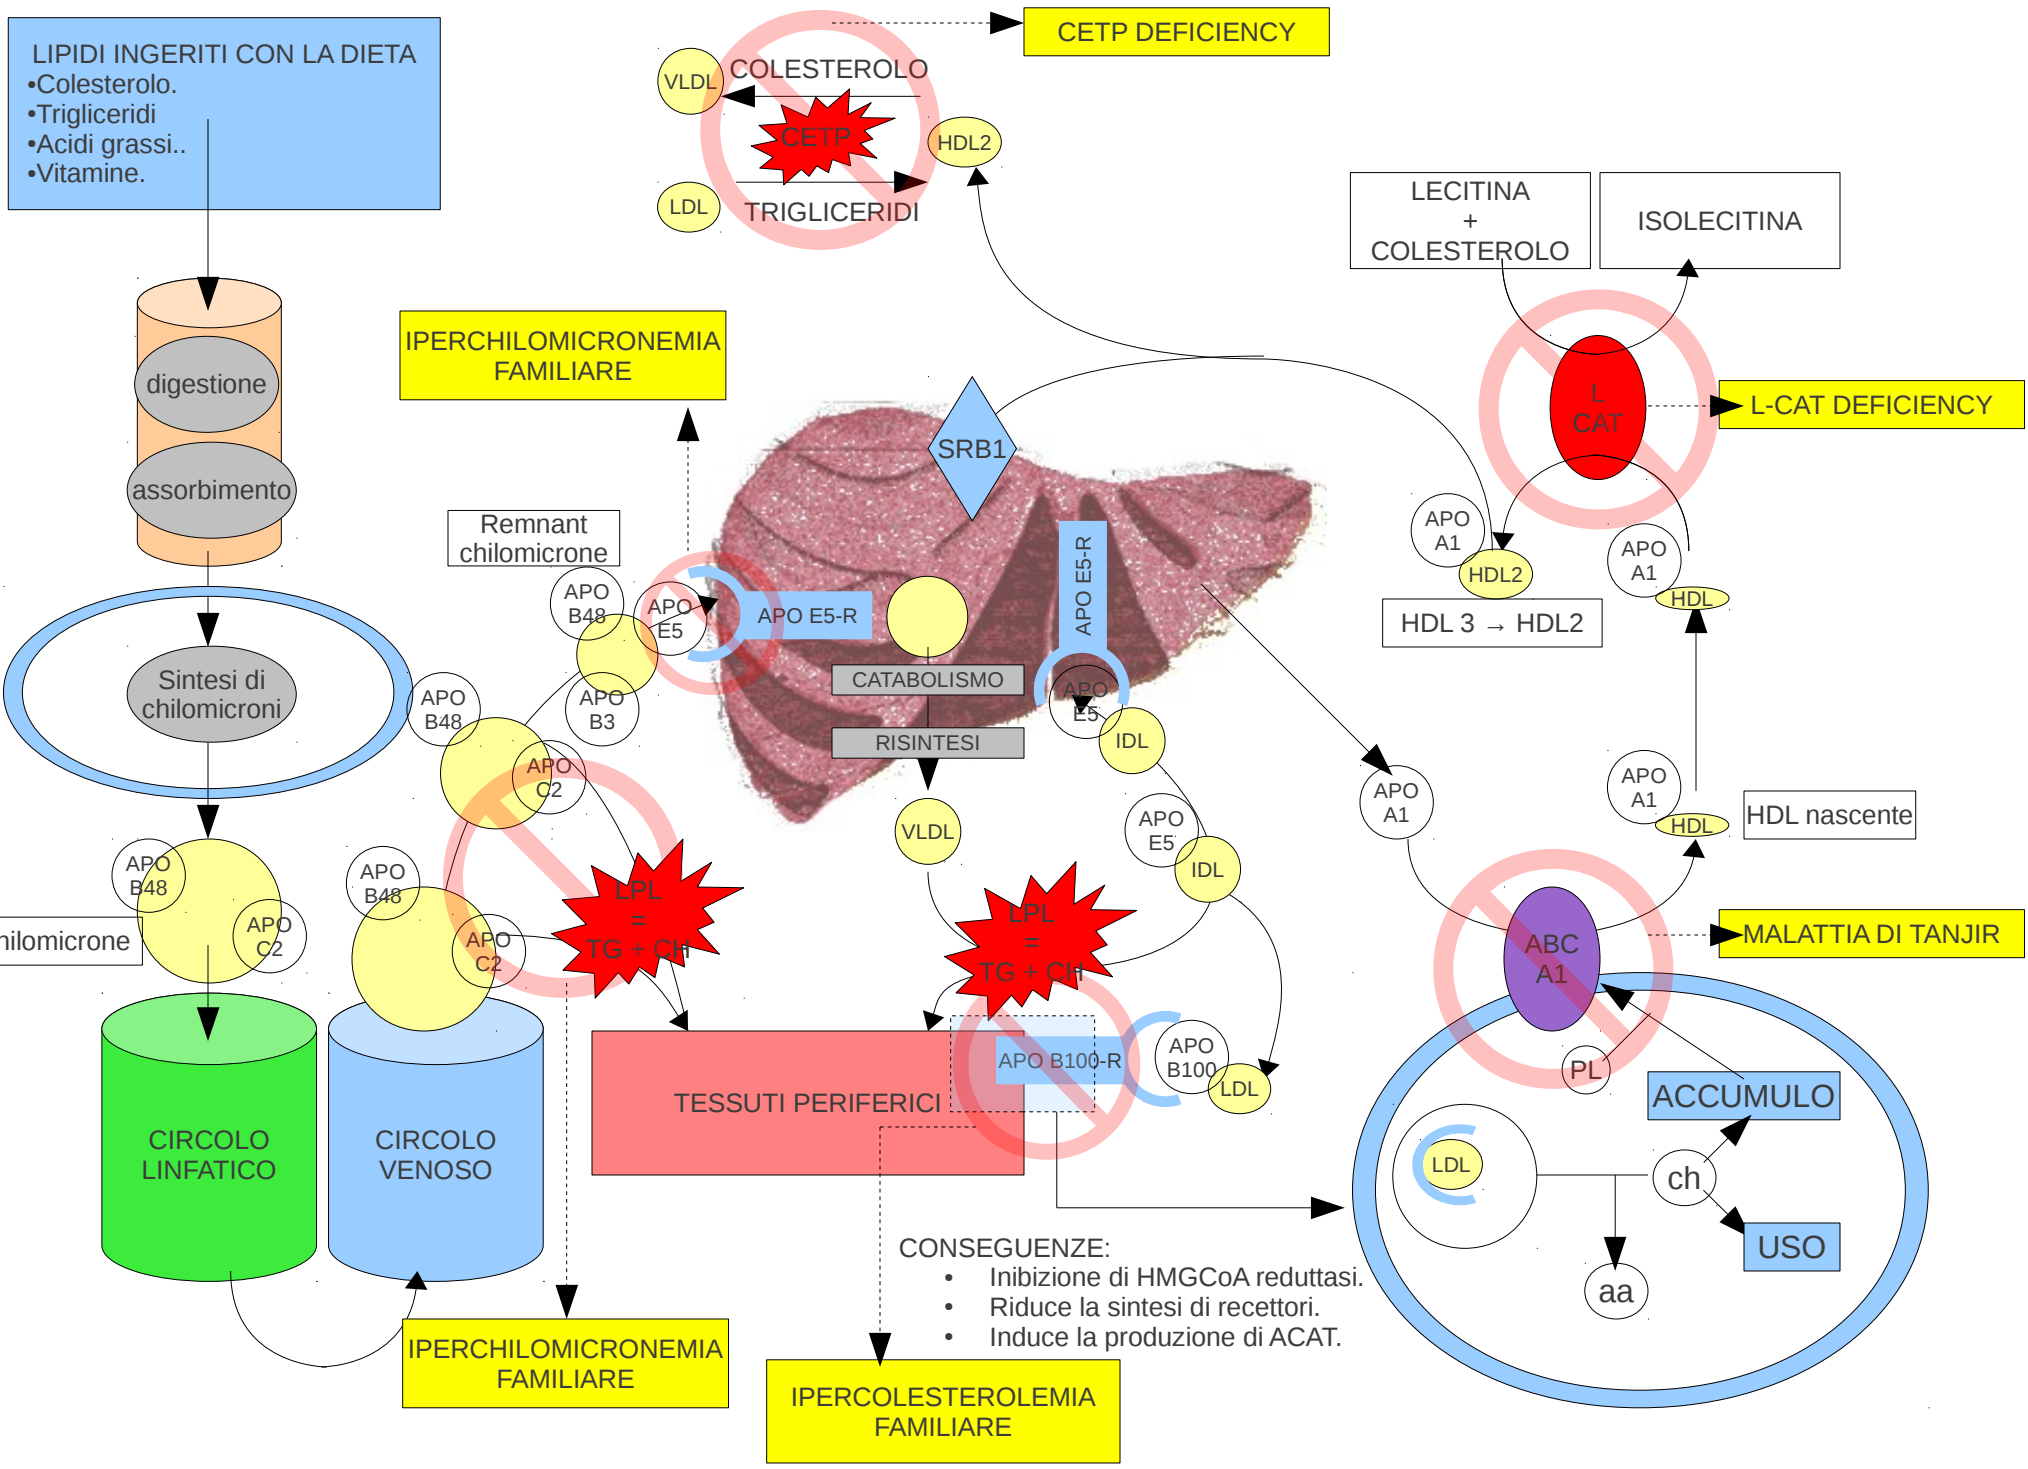 LIPIDI INGERITI CON LA DIETA
•Colesterolo.
•Trigliceridi
•Acidi grassi..
•Vitamine.
digestione
assorbimento
Sintesi di
chilomicroni
APO
B48
APO
C2
hilomicrone
CIRCOLO
LINFATICO
CIRCOLO
VENOSO
APO
B48
APO
C2
APO
B48
APO
C2
LPL
=
TG + CH
IPERCHILOMICRONEMIA
FAMILIARE
Remnant
chilomicrone
APO
B48
APO
E5
APO
B3
APO E5-R
IPERCHILOMICRONEMIA
FAMILIARE
CETP DEFICIENCY
VLDL
COLESTEROLO
CETP
HDL2
LDL
TRIGLICERIDI
SRB1
CATABOLISMO
RISINTESI
VLDL
APO E5-R
APO
E5
IDL
APO
E5
IDL
LPL
=
TG + CH
TESSUTI PERIFERICI
APO B100-R
APO
B100
LDL
IPERCOLESTEROLEMIA
FAMILIARE
CONSEGUENZE:
• Inibizione di HMGCoA reduttasi.
• Riduce la sintesi di recettori.
• Induce la produzione di ACAT.
LECITINA
+
COLESTEROLO
ISOLECITINA
L
CAT
L-CAT DEFICIENCY
APO
A1
HDL2
HDL 3 → HDL2
APO
A1
HDL
APO
A1
APO
A1
HDL
HDL nascente
ABC
A1
MALATTIA DI TANJIR
PL
ACCUMULO
LDL
ch
USO
aa